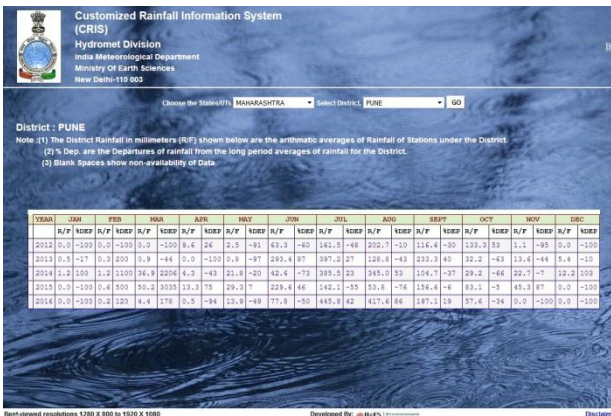 Customized Rainfall Information System
(CRIS)
Hydromet Division
India Meteorological Department
Ministry Of Earth Sciences
New Delhi-110 003
B
Choose the States/UTs MAHARASHTRA Select District. PUNE GO
District : PUNE
Note :(1) The District Rainfall in millimeters (R/F) shown below are the arithmatic averages of Rainfall of Stations under the District.
(2) % Dep. are the Departures of rainfall from the long period averages of rainfall for the District.
(3) Blank Spaces show non-availability of Data.
YEAR JAN FEB MAR APR MAY JUN JUL AUG SEPT OCT NOV DEC
R/F %DEP R/F %DEP R/F %DEP R/F %DEP R/F %DEP R/F %DEP R/F %DEP R/F %DEP R/F %DEP R/F %DEP R/F %DEP R/F %DEP
2012 0.0 -100 0.0 -100 0.0 -100 9.6 26 2.5 -91 63.3 -60 161.5 -48 202.7 -10 116.6 -30 133.3 53 1.1 -95 0.0 -100
2013 0.5 -17 0.3 200 0.9 -44 0.0 -100 0.8 -97 293.4 87 397.2 27 126.8 -43 233.3 40 32.2 -63 13.6 -44 5.4 -10
2014 1.2 100 1.2 1100 36.9 2206 4.3 -43 21.8 -20 42.6 -73 385.5 23 345.0 53 104.7 -37 29.2 -66 22.7 -7 12.2 103
2015 0.0 -100 0.6 500 50.2 3035 13.3 75 29.3 7 229.6 46 142.1 -55 53.8 -76 156.6 -6 83.1 -5 45.3 87 0.0 -100
2016 0.0 -100 0.2 120 4.4 178 0.5 -94 13.9 -49 77.8 -50 445.8 42 417.6 86 197.1 19 57.6 -34 0.0 -100 0.0 -100
Best viewed resolutions 1280 X 800 to 1920 X 1080 Developed By: Disclaim